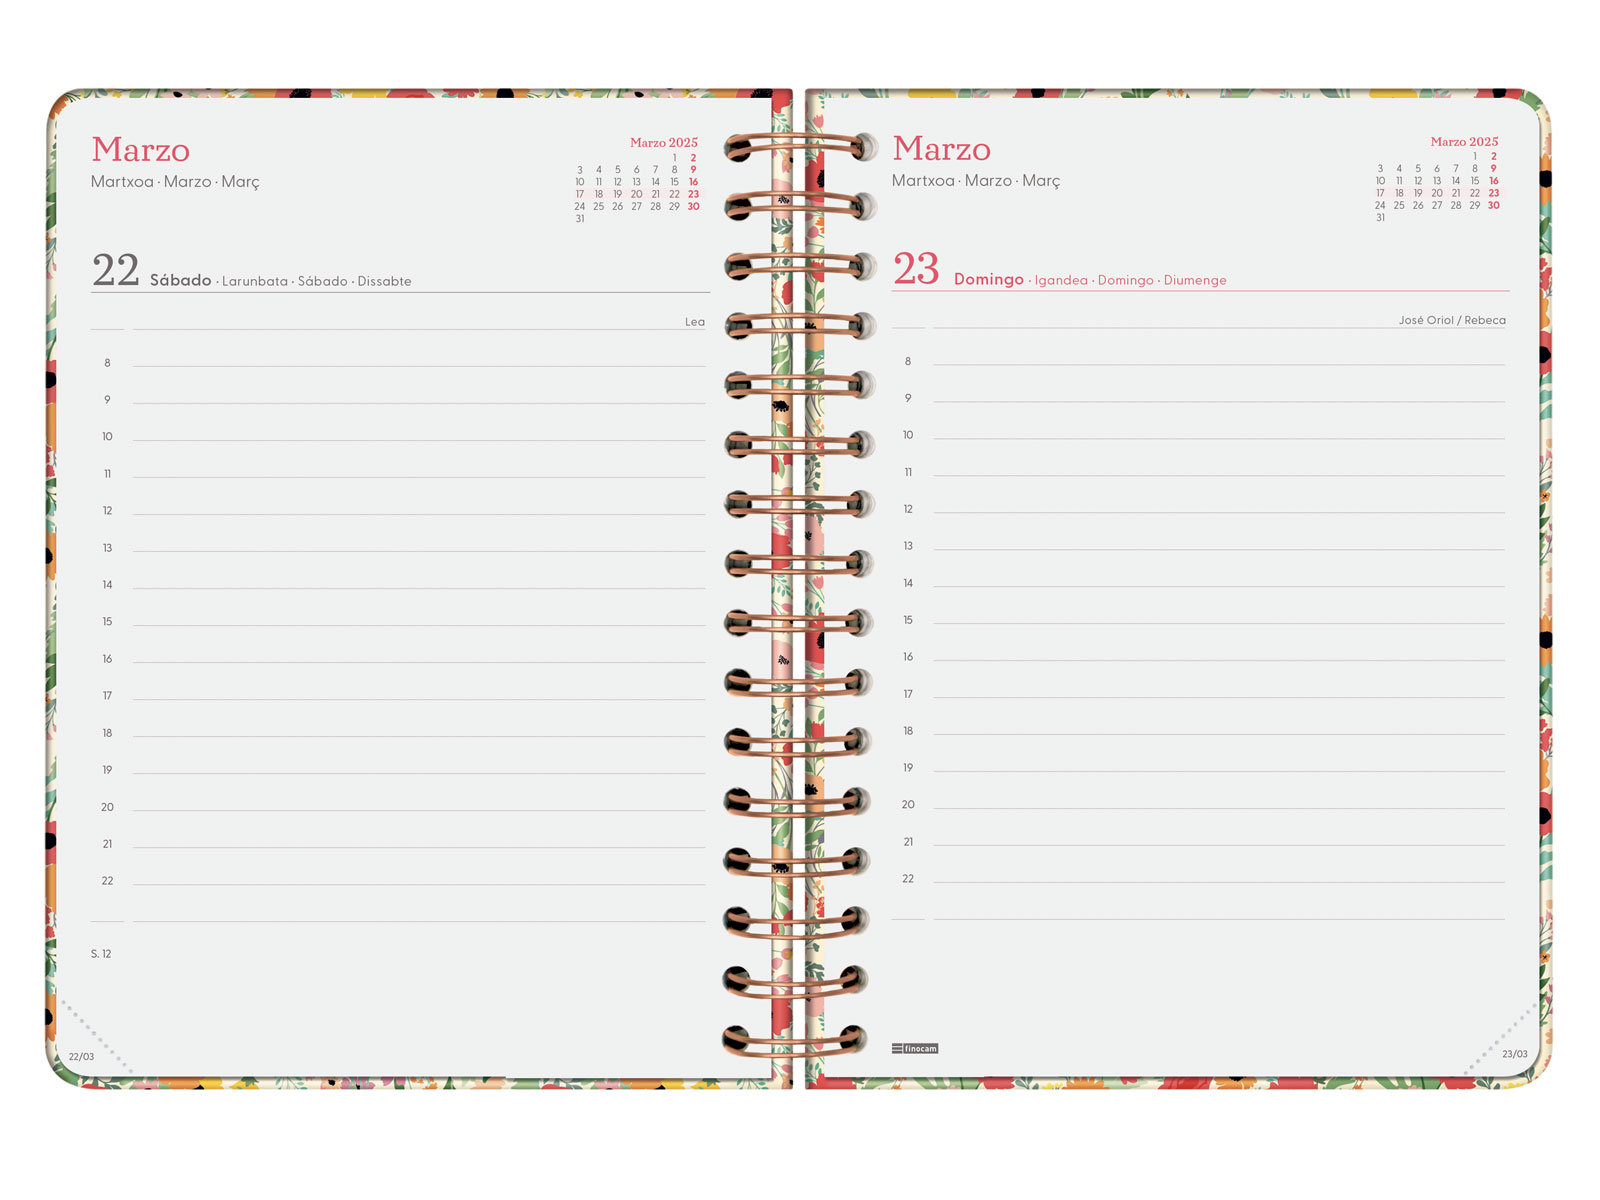 Marzo
Martxoa · Marzo · Març
Marzo 2025
1 2
3 4 5 6 7 8 9
10 11 12 13 14 15 16
17 18 19 20 21 22 23
24 25 26 27 28 29 30
31
22 Sábado · Larunbata · Sábado · Dissabte
Lea
8
9
10
11
12
13
14
15
16
17
18
19
20
21
22
S. 12
22/03
Marzo
Martxoa · Marzo · Març
Marzo 2025
1 2
3 4 5 6 7 8 9
10 11 12 13 14 15 16
17 18 19 20 21 22 23
24 25 26 27 28 29 30
31
23 Domingo · Igandea · Domingo · Diumenge
José Oriol / Rebeca
8
9
10
11
12
13
14
15
16
17
18
19
20
21
22
finocam
23/03